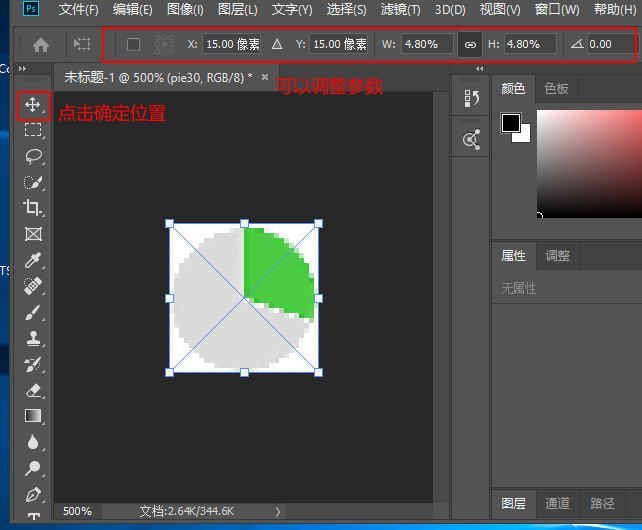 Ps 文件(F) 编辑(E) 图像(I) 图层(L) 文字(Y) 选择(S) 滤镜(T) 3D(D) 视图(V) 窗口(W) 帮助(H)
X: 15.00 像素 Δ Y: 15.00 像素 W: 4.80% H: 4.80% 0.00
未标题-1 @ 500% (pie30, RGB/8) * ×
可以调整参数
点击确定位置
颜色 色板
属性 调整
无属性
图层 通道 路径
500% 文档:2.64K/344.6K